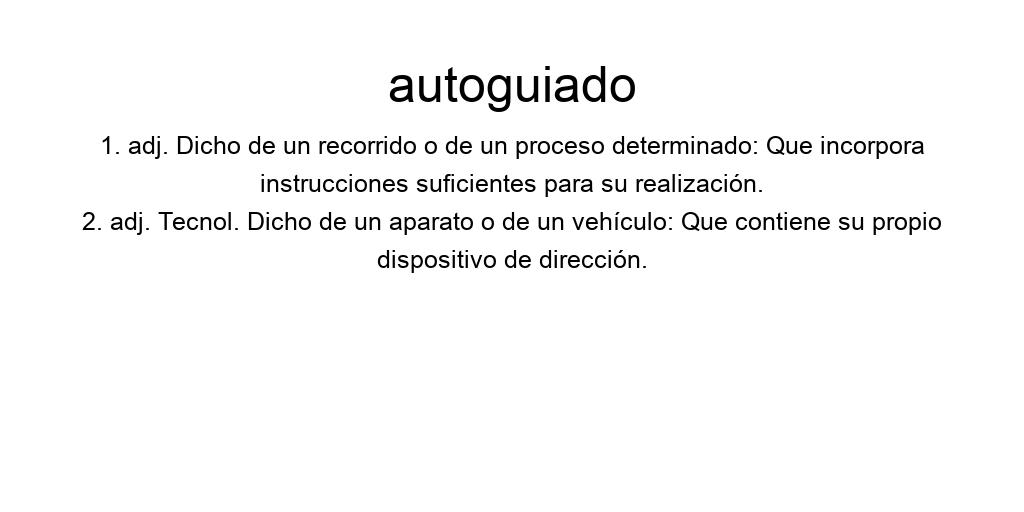 autoguiado
1. adj. Dicho de un recorrido o de un proceso determinado: Que incorpora
instrucciones suficientes para su realización.
2. adj. Tecnol. Dicho de un aparato o de un vehículo: Que contiene su propio
dispositivo de dirección.